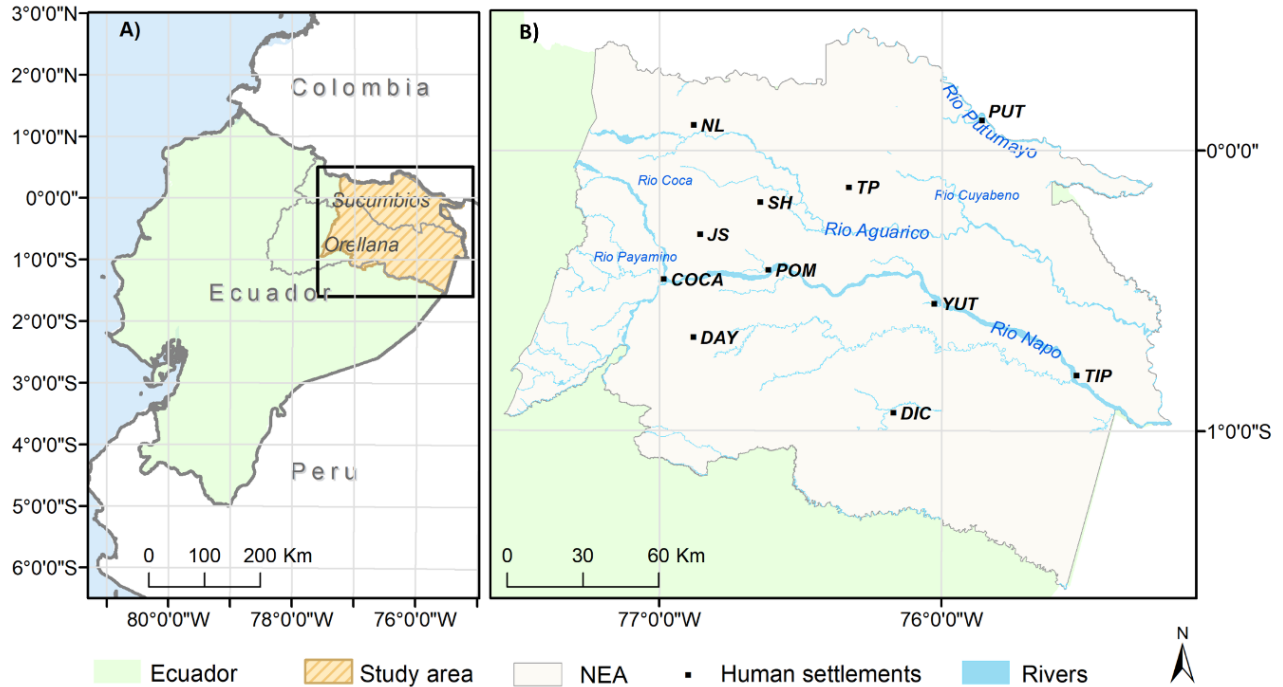 A)
3°0'0"N
2°0'0"N
1°0'0"N
0°0'0"
1°0'0"S
2°0'0"S
3°0'0"S
4°0'0"S
5°0'0"S
6°0'0"S
Colombia
Sucumbios
Orellana
Ecuador
Peru
0 100 200 Km
80°0'0"W 78°0'0"W 76°0'0"W
B)
PUT
Rio Putumayo
NL
0°0'0"
Rio Coca
TP
Rio Cuyabeno
SH
Rio Aguarico
JS
Rio Payamino
POM
COCA
YUT
DAY
Rio Napo
TIP
DIC
1°0'0"S
0 30 60 Km
77°0'0"W 76°0'0"W
N
Ecuador Study area NEA Human settlements Rivers